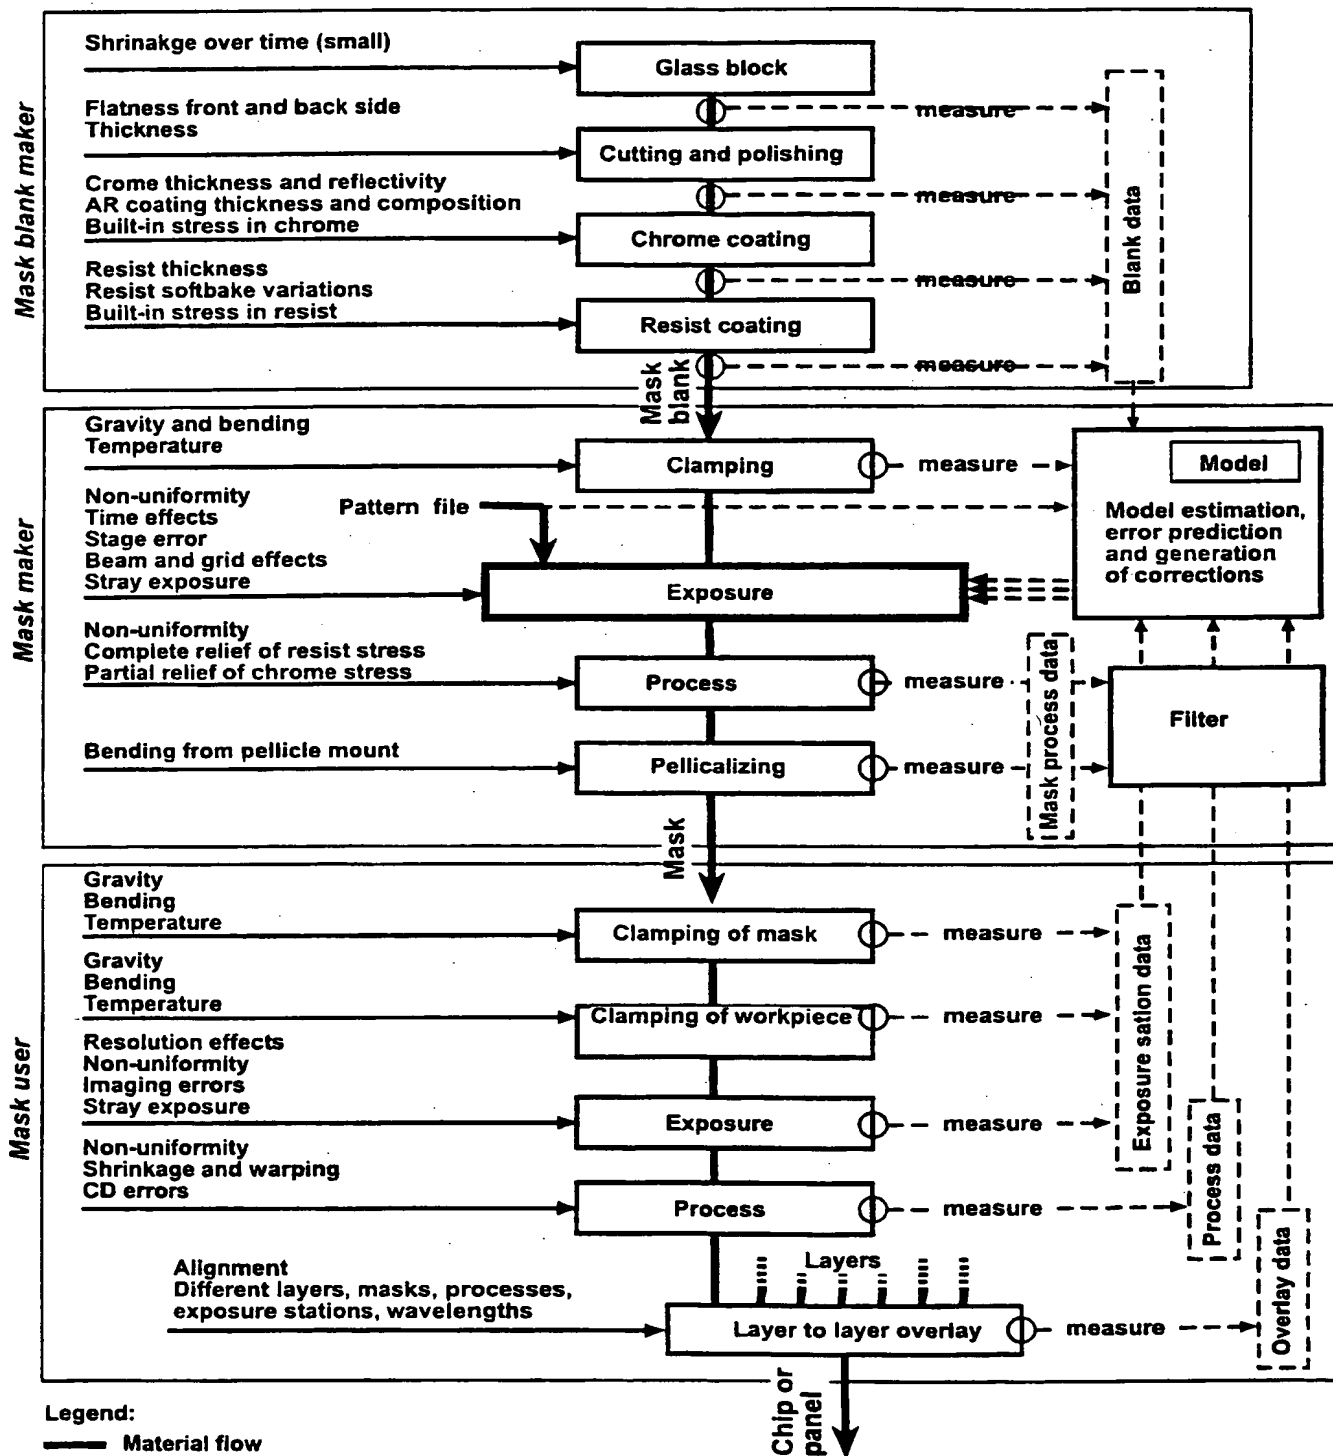 Mask blank maker
Shrinakge over time (small)
Glass block
measure
Flatness front and back side
Thickness
Cutting and polishing
measure
Crome thickness and reflectivity
AR coating thickness and composition
Built-in stress in chrome
Chrome coating
measure
Resist thickness
Resist softbake variations
Built-in stress in resist
Resist coating
measure
Blank data
Mask
blank
Mask maker
Gravity and bending
Temperature
Clamping
measure
Model
Model estimation,
error prediction
and generation
of corrections
Non-uniformity
Time effects
Stage error
Beam and grid effects
Stray exposure
Pattern file
Exposure
Non-uniformity
Complete relief of resist stress
Partial relief of chrome stress
Process
measure
Mask process data
Filter
Bending from pellicle mount
Pellicalizing
measure
Mask
Mask user
Gravity
Bending
Temperature
Clamping of mask
measure
Gravity
Bending
Temperature
Clamping of workpiece
measure
Exposure sation data
Resolution effects
Non-uniformity
Imaging errors
Stray exposure
Exposure
measure
Non-uniformity
Shrinkage and warping
CD errors
Process
measure
Process data
Layers
Alignment
Different layers, masks, processes,
exposure stations, wavelengths
Layer to layer overlay
measure
Overlay data
Chip or
panel
Legend:
Material flow